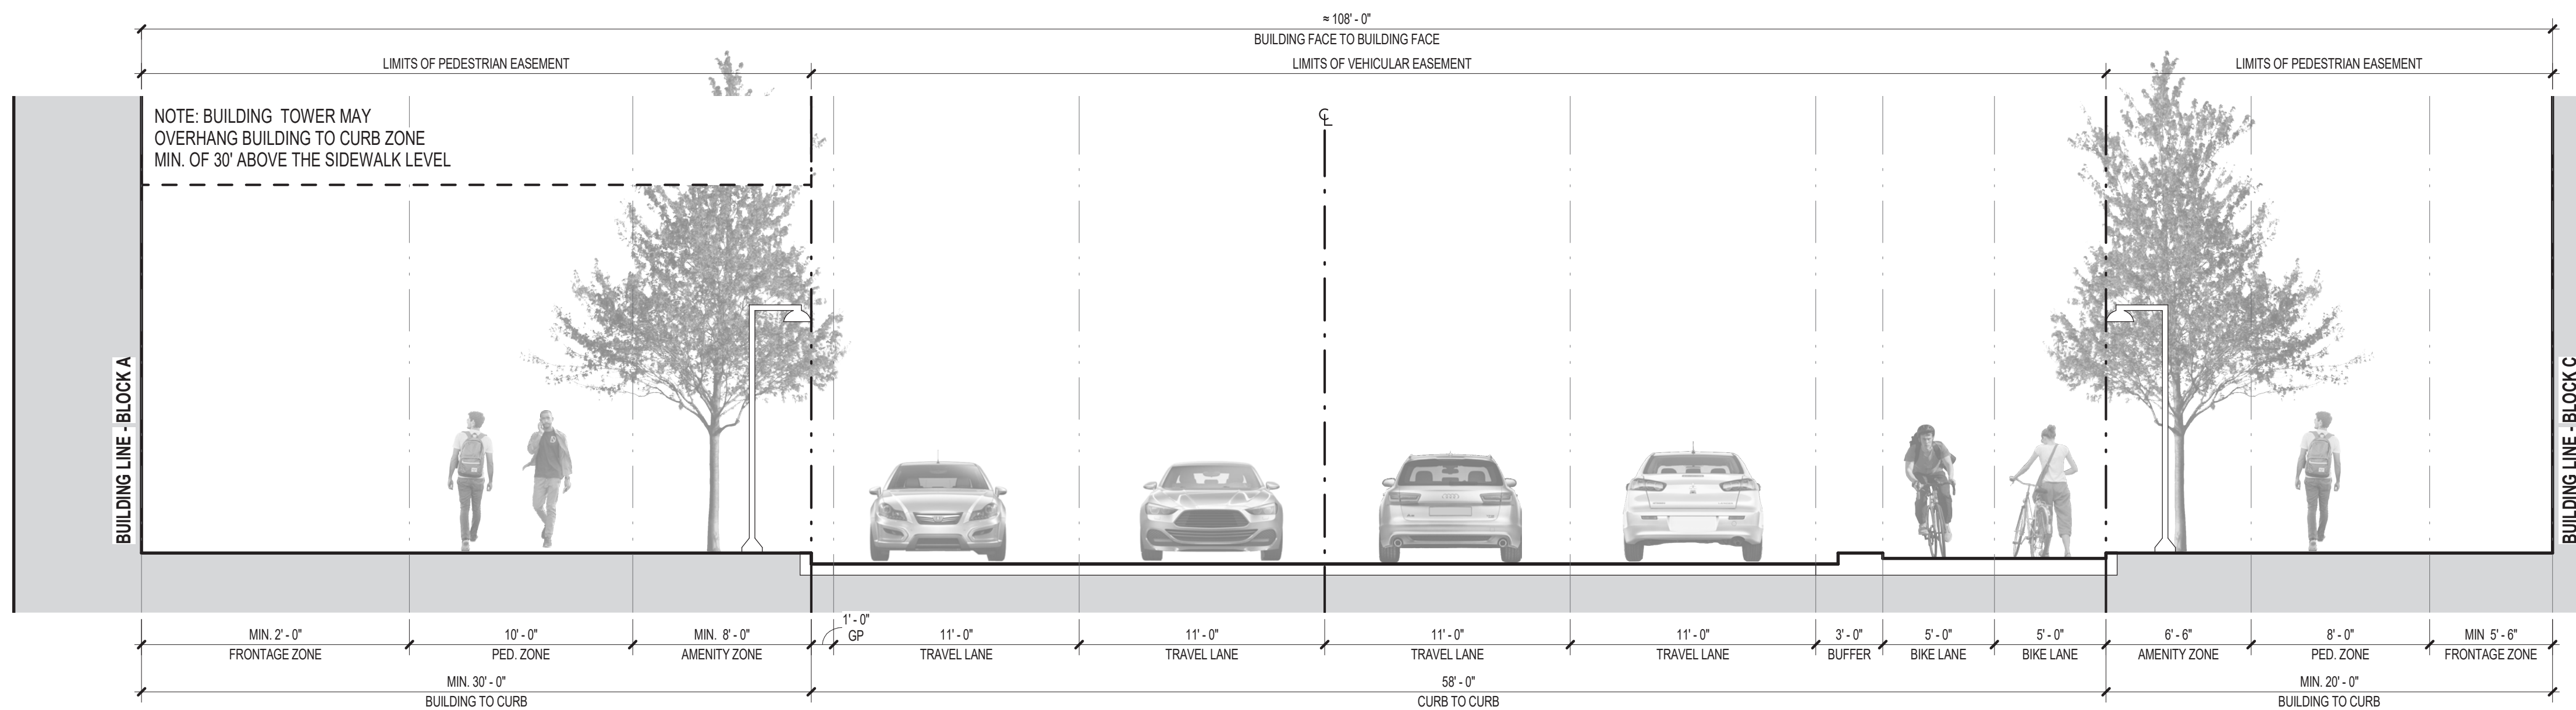 ≈ 108' - 0"
BUILDING FACE TO BUILDING FACE
LIMITS OF PEDESTRIAN EASEMENT
LIMITS OF VEHICULAR EASEMENT
LIMITS OF PEDESTRIAN EASEMENT
NOTE: BUILDING TOWER MAY
OVERHANG BUILDING TO CURB ZONE
MIN. OF 30' ABOVE THE SIDEWALK LEVEL
CL
BUILDING LINE - BLOCK A
BUILDING LINE - BLOCK C
MIN. 2' - 0"
FRONTAGE ZONE
10' - 0"
PED. ZONE
MIN. 8' - 0"
AMENITY ZONE
1' - 0"
GP
11' - 0"
TRAVEL LANE
11' - 0"
TRAVEL LANE
11' - 0"
TRAVEL LANE
11' - 0"
TRAVEL LANE
3' - 0"
BUFFER
5' - 0"
BIKE LANE
5' - 0"
BIKE LANE
6' - 6"
AMENITY ZONE
8' - 0"
PED. ZONE
MIN 5' - 6"
FRONTAGE ZONE
MIN. 30' - 0"
BUILDING TO CURB
58' - 0"
CURB TO CURB
MIN. 20' - 0"
BUILDING TO CURB